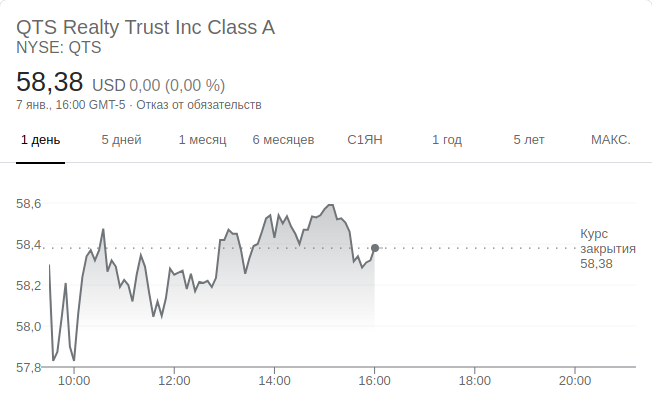 QTS Realty Trust Inc Class A
NYSE: QTS
58,38 USD 0,00 (0,00 %)
7 янв., 16:00 GMT-5 · Отказ от обязательств
1 день 5 дней 1 месяц 6 месяцев С1ЯН 1 год 5 лет МАКС.
58,6
58,4
58,2
58,0
57,8
Курс
закрытия
58,38
10:00 12:00 14:00 16:00 18:00 20:00